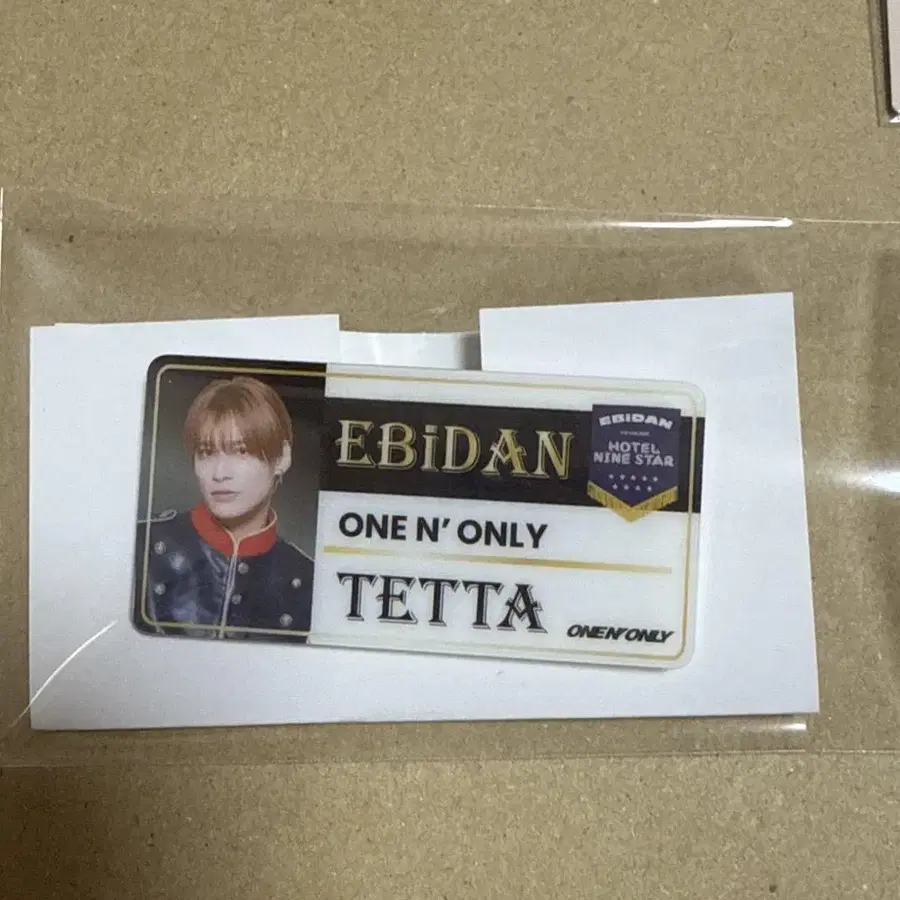 EBiDAN
EBiDAN
HOTEL
NINE STAR
ONE N' ONLY
TETTA
ONE N' ONLY